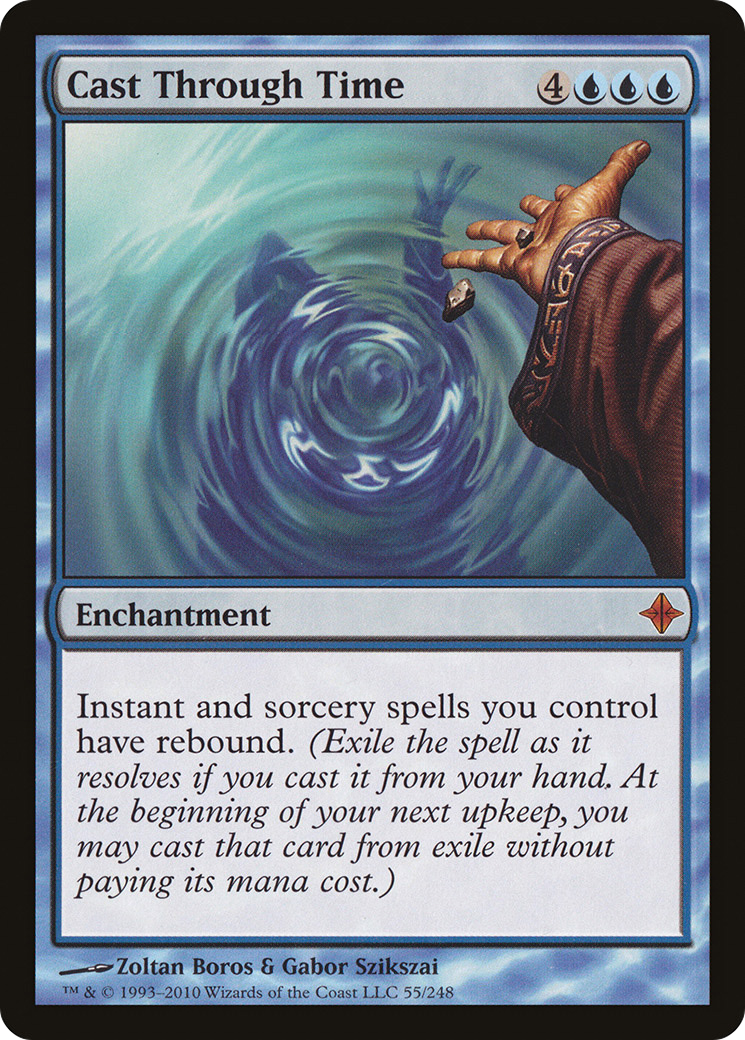 Cast Through Time 4
Enchantment
Instant and sorcery spells you control
have rebound. (Exile the spell as it
resolves if you cast it from your hand. At
the beginning of your next upkeep, you
may cast that card from exile without
paying its mana cost.)
Zoltan Boros & Gabor Szikszai
™ & © 1993–2010 Wizards of the Coast LLC 55/248